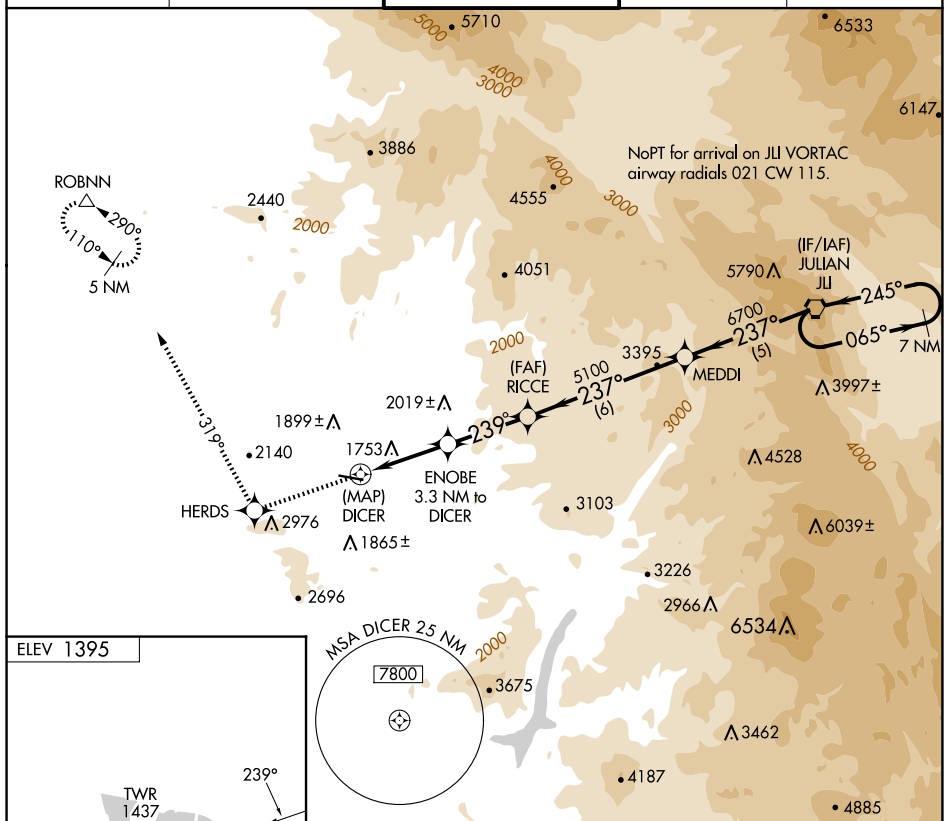 5710
5000
6533
4000
3000
6147
3886
NoPT for arrival on JLI VORTAC
airway radials 021 CW 115.
4000
4555
3000
ROBNN
290°
110°
5 NM
2440
2000
4051
5790
(IF/IAF)
JULIAN
JLI
245°
065°
7 NM
6700
237°
(5)
2000
3395
MEDDI
(FAF)
RICCE
5100
237°
(6)
3997±
3000
2019±
239°
1899±
1753
319°
2140
4528
4000
ENOBE
3.3 NM to
DICER
(MAP)
DICER
HERDS
2976
3103
6039±
1865±
3226
2696
2966
6534
ELEV 1395
MSA DICER 25 NM
7800
2000
3675
3462
239°
TWR
1437
4187
4885